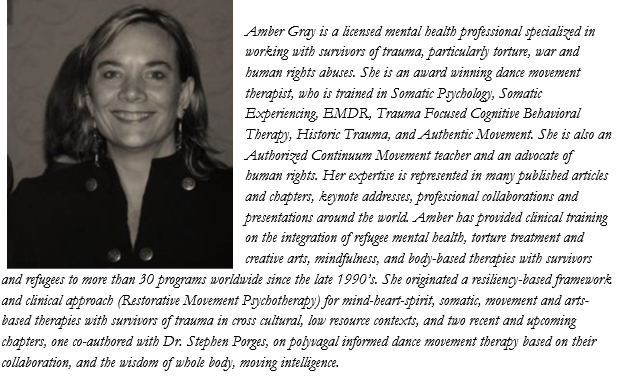 Amber Gray is a licensed mental health professional specialized in
working with survivors of trauma, particularly torture, war and
human rights abuses. She is an award winning dance movement
therapist, who is trained in Somatic Psychology, Somatic
Experiencing, EMDR, Trauma Focused Cognitive Behavioral
Therapy, Historic Trauma, and Authentic Movement. She is also an
Authorized Continuum Movement teacher and an advocate of
human rights. Her expertise is represented in many published articles
and chapters, keynote addresses, professional collaborations and
presentations around the world. Amber has provided clinical training
on the integration of refugee mental health, torture treatment and
creative arts, mindfulness, and body-based therapies with survivors
and refugees to more than 30 programs worldwide since the late 1990's. She originated a resiliency-based framework
and clinical approach (Restorative Movement Psychotherapy) for mind-heart-spirit, somatic, movement and arts-
based therapies with survivors of trauma in cross cultural, low resource contexts, and two recent and upcoming
chapters, one co-authored with Dr. Stephen Porges, on polyvagal informed dance movement therapy based on their
collaboration, and the wisdom of whole body, moving intelligence.